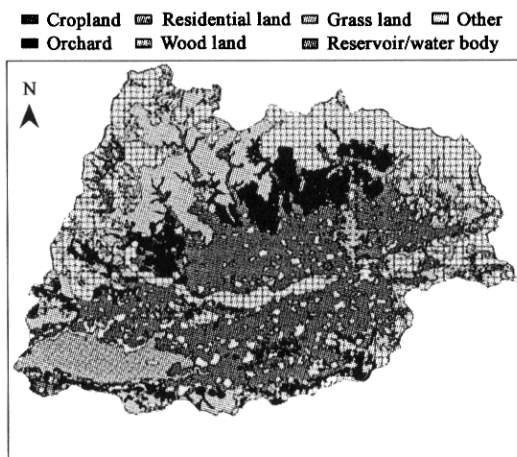 Cropland Residential land Grass land Other
Orchard Wood land Reservoir/water body
N